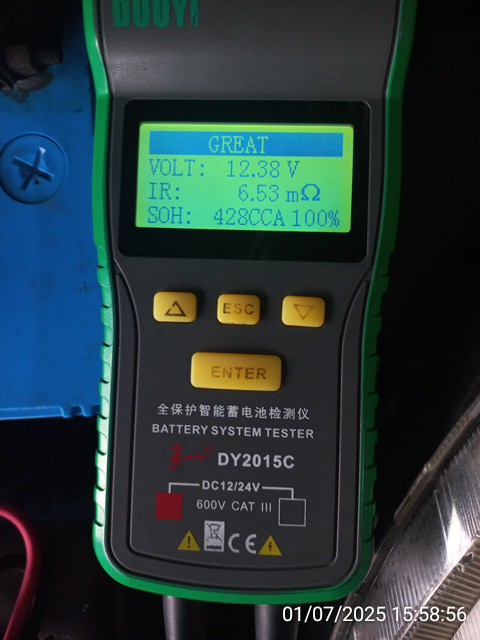 DUOYI
GREAT
VOLT: 12.38 V
IR: 6.53 mΩ
SOH: 428CCA 100%
ESC
ENTER
全保护智能蓄电池检测仪
BATTERY SYSTEM TESTER
DY2015C
DC12/24V
600V CAT III
CE
01/07/2025 15:58:56